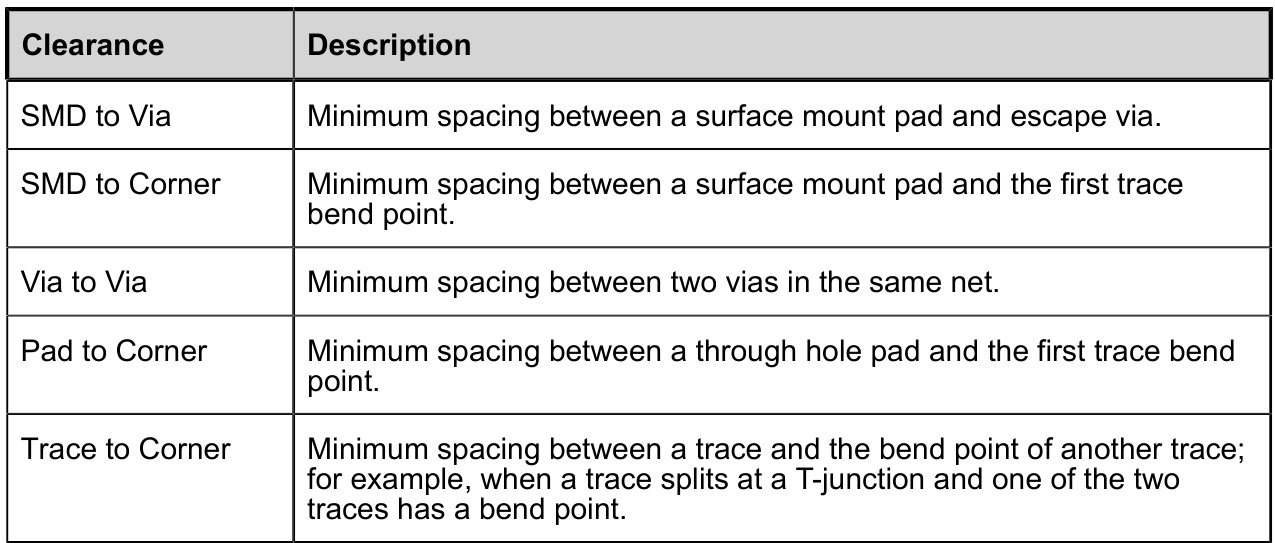 Clearance Description
SMD to Via Minimum spacing between a surface mount pad and escape via.
SMD to Corner Minimum spacing between a surface mount pad and the first trace
bend point.
Via to Via Minimum spacing between two vias in the same net.
Pad to Corner Minimum spacing between a through hole pad and the first trace bend
point.
Trace to Corner Minimum spacing between a trace and the bend point of another trace;
for example, when a trace splits at a T-junction and one of the two
traces has a bend point.